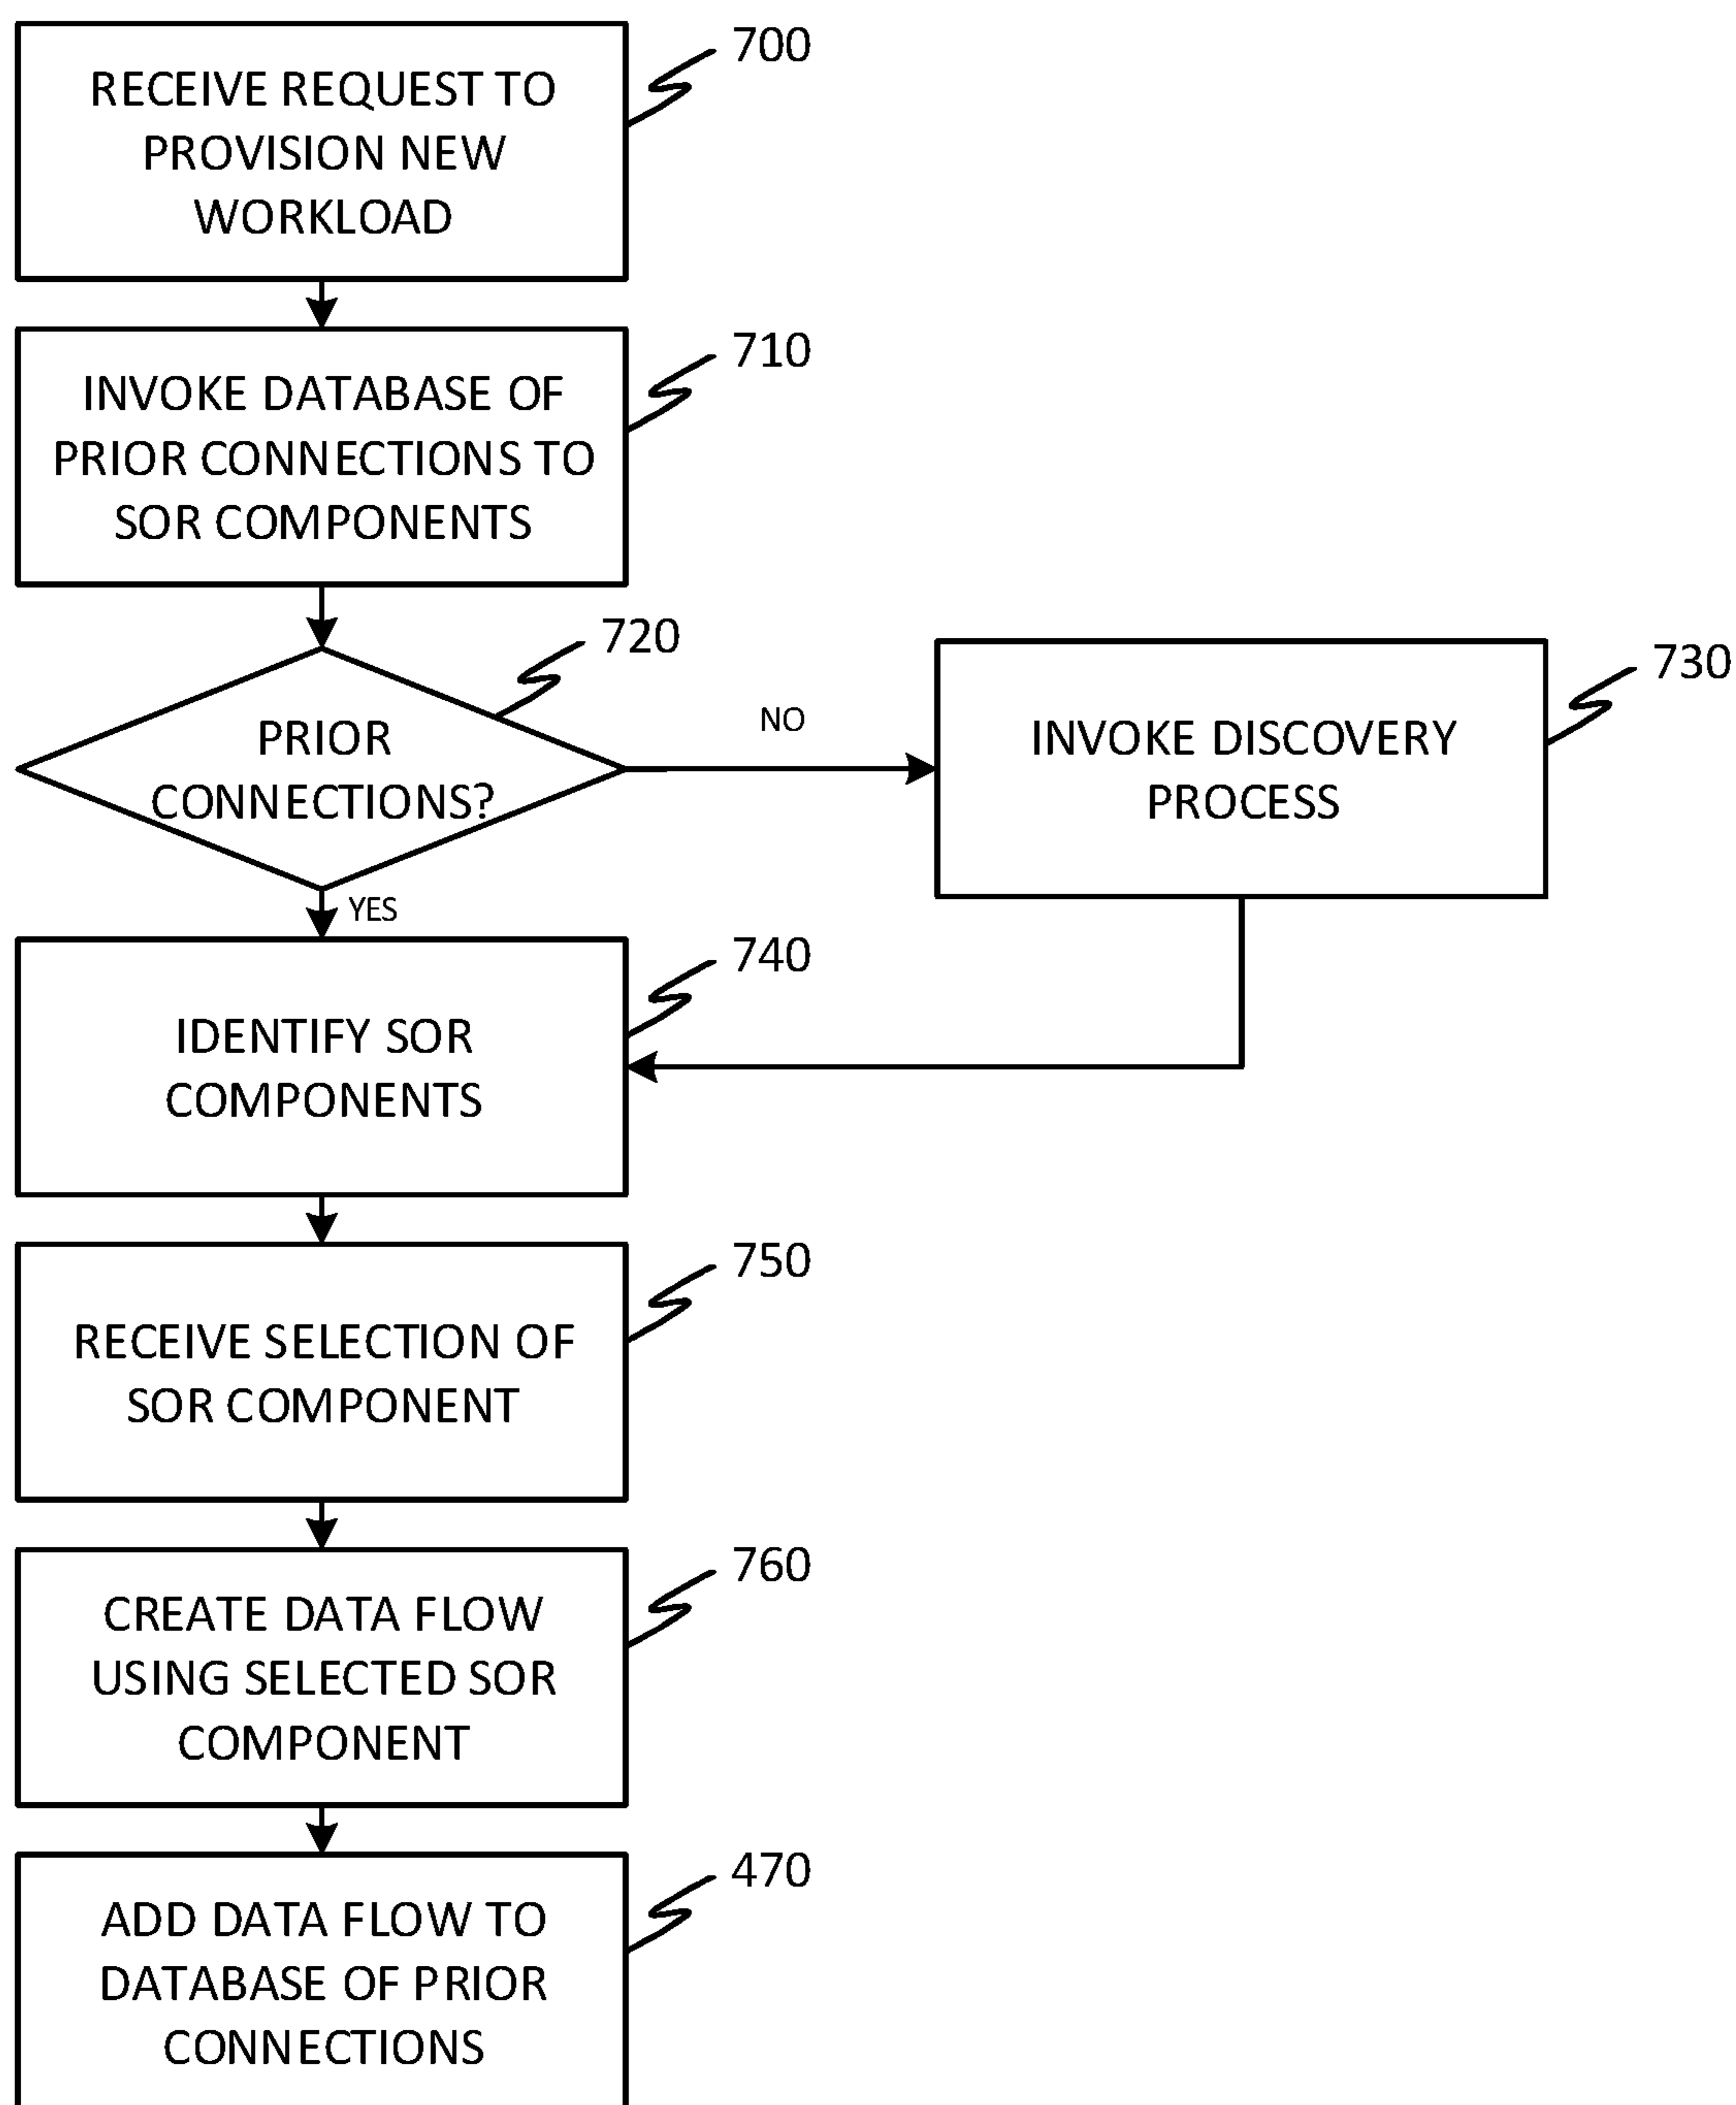 RECEIVE REQUEST TO
PROVISION NEW
WORKLOAD
700
INVOKE DATABASE OF
PRIOR CONNECTIONS TO
SOR COMPONENTS
710
PRIOR
CONNECTIONS?
720
NO
INVOKE DISCOVERY
PROCESS
730
YES
IDENTIFY SOR
COMPONENTS
740
RECEIVE SELECTION OF
SOR COMPONENT
750
CREATE DATA FLOW
USING SELECTED SOR
COMPONENT
760
ADD DATA FLOW TO
DATABASE OF PRIOR
CONNECTIONS
470